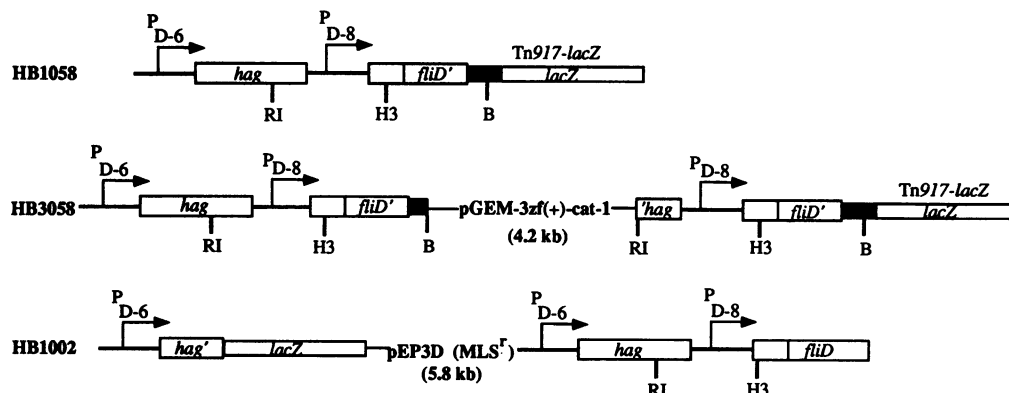 P D-6
P D-8
Tn917-lacZ
HB1058
hag
fliD'
lacZ
RI
H3
B
P D-6
P D-8
P D-8
Tn917-lacZ
HB3058
hag
fliD'
pGEM-3zf(+)-cat-1
'hag
fliD'
lacZ
RI
H3
B
(4.2 kb)
RI
H3
B
P D-6
P D-6
P D-8
HB1002
hag'
lacZ
pEP3D (MLSr)
hag
fliD
(5.8 kb)
RI
H3